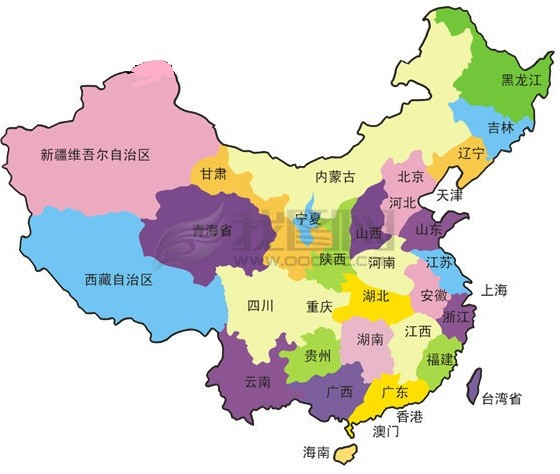 黑龙江
吉林
辽宁
新疆维吾尔自治区
甘肃
内蒙古
北京
天津
河北
宁夏
青海省
山西
山东
陕西
河南
江苏
西藏自治区
上海
安徽
湖北
四川
重庆
浙江
江西
湖南
贵州
福建
云南
广西
广东
台湾省
香港
澳门
海南